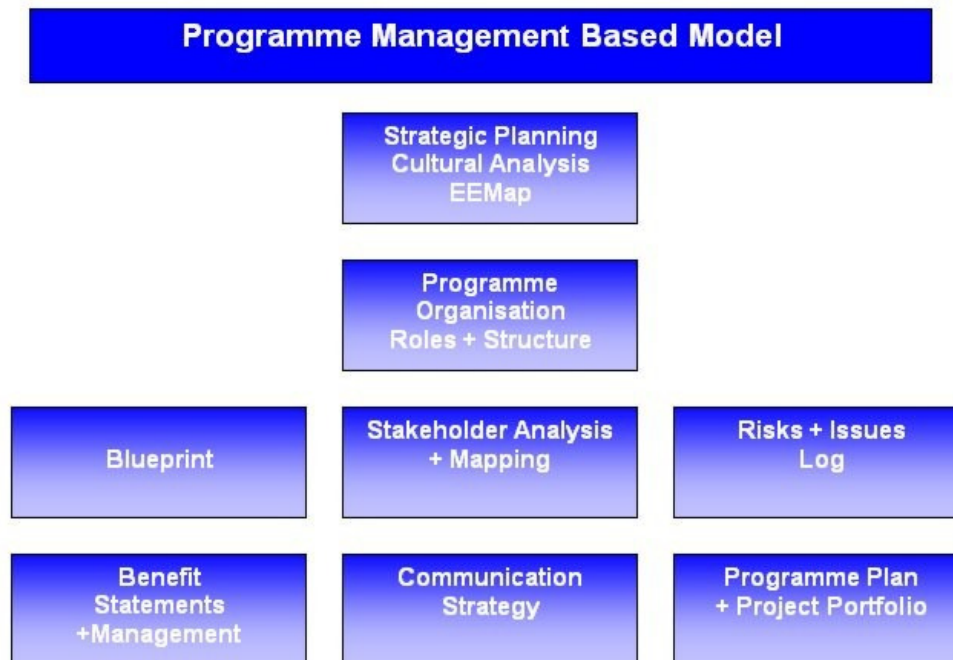 Programme Management Based Model
Strategic Planning
Cultural Analysis
EEMap
Programme
Organisation
Roles + Structure
Blueprint
Stakeholder Analysis
+ Mapping
Risks + Issues
Log
Benefit
Statements
+Management
Communication
Strategy
Programme Plan
+ Project Portfolio